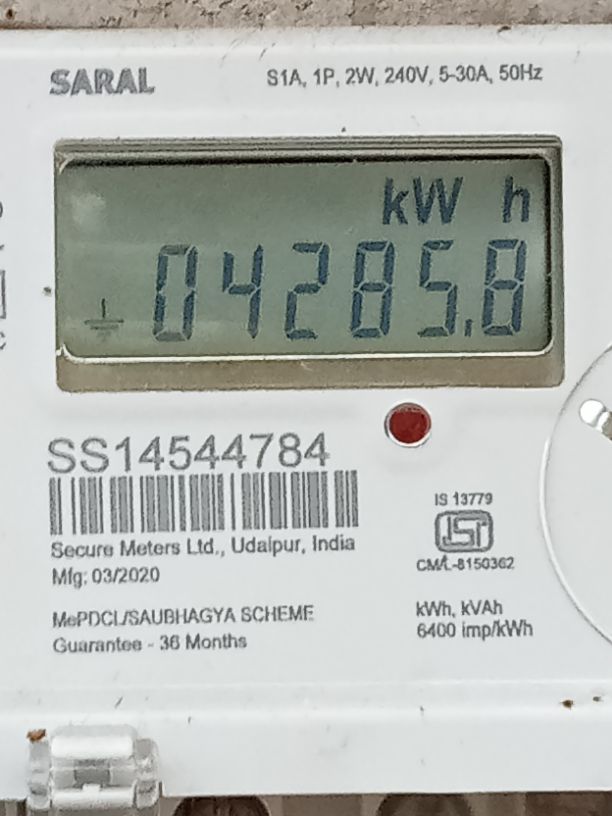 SARAL
S1A, 1P, 2W, 240V, 5-30A, 50Hz
kW h
04285.8
SS14544784
Secure Meters Ltd., Udaipur, India
Mfg: 03/2020
MePDCL/SAUBHAGYA SCHEME
Guarantee - 36 Months
IS 13779
ISI
CM/L-8150362
kWh, kVAh
6400 imp/kWh